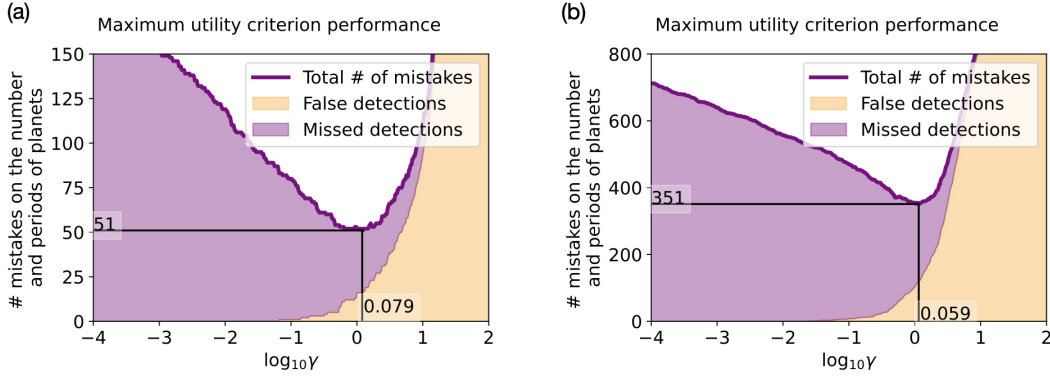 (a)
Maximum utility criterion performance
# mistakes on the number
and periods of planets
150
125
100
75
50
25
0
Total # of mistakes
False detections
Missed detections
51
0.079
−4 −3 −2 −1 0 1 2
log₁₀γ
(b)
Maximum utility criterion performance
# mistakes on the number
and periods of planets
800
600
400
200
0
Total # of mistakes
False detections
Missed detections
351
0.059
−4 −3 −2 −1 0 1 2
log₁₀γ